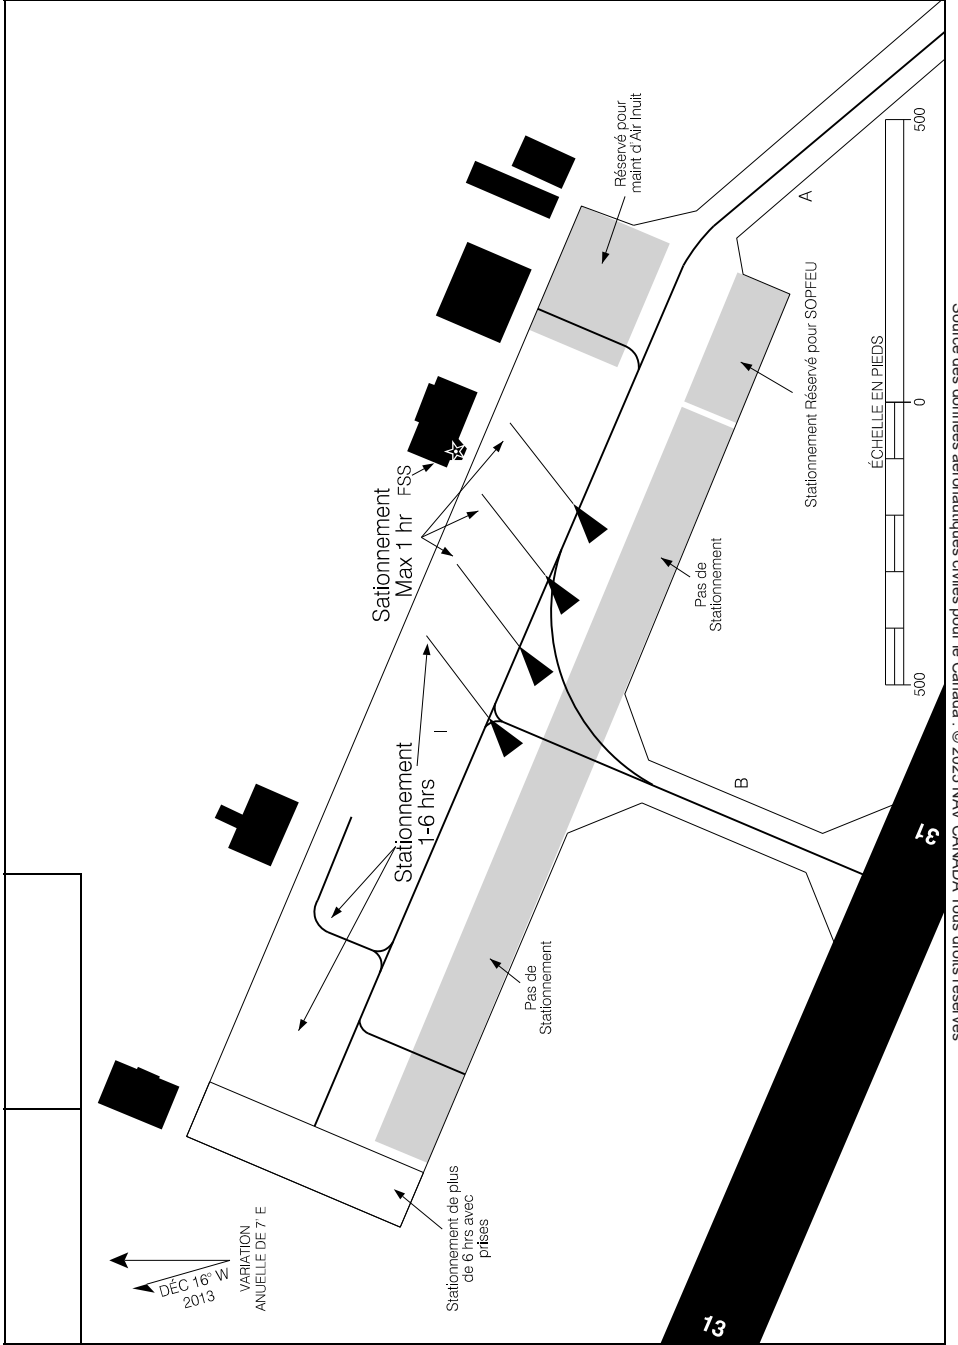 Réservé pour
maint d'Air Inuit
A
500
0
500
ÉCHELLE EN PIEDS
Stationnement Réservé pour SOPFEU
FSS
Sationnement
Max 1 hr
Pas de
Stationnement
I
Stationnement
1-6 hrs
B
31
Pas de
Stationnement
Stationnement de plus
de 6 hrs avec
prises
VARIATION
ANUELLE DE 7' E
DÉC 16° W
2013
13
Source des données aéronautiques civiles pour le Canada : © 2025 NAV CANADA Tous droits réservés